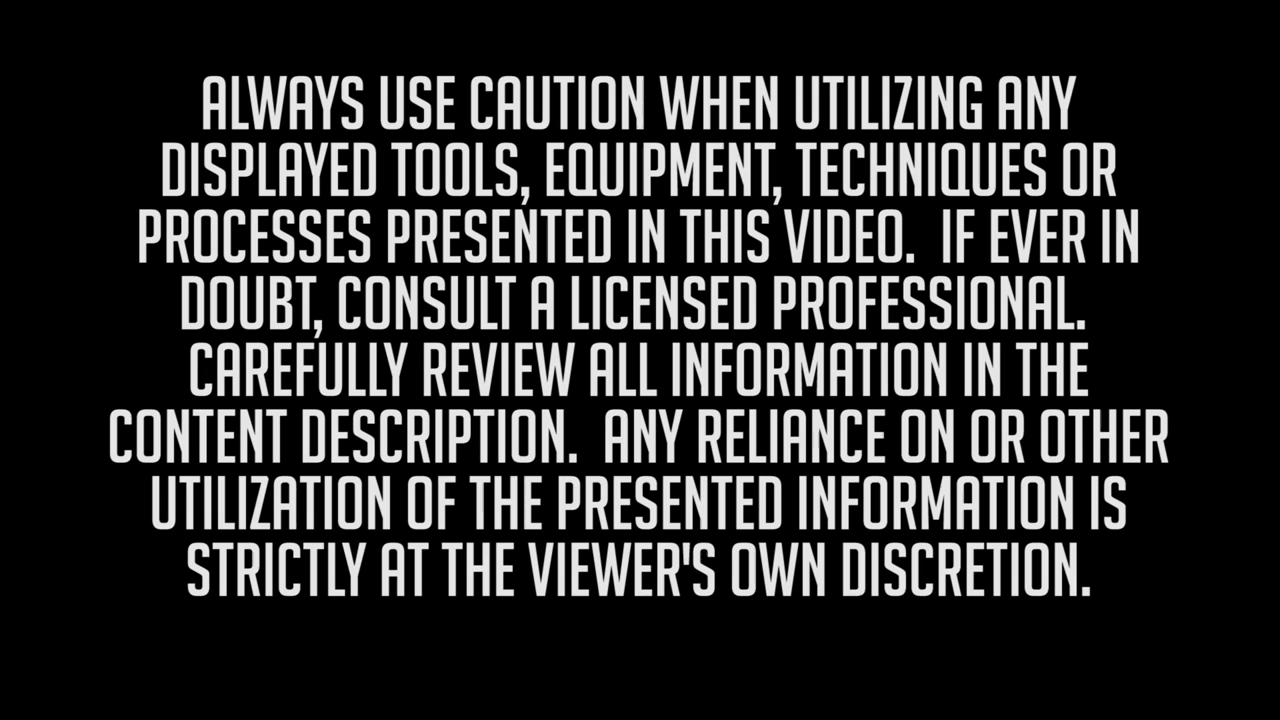 ALWAYS USE CAUTION WHEN UTILIZING ANY
DISPLAYED TOOLS, EQUIPMENT, TECHNIQUES OR
PROCESSES PRESENTED IN THIS VIDEO.  IF EVER IN
DOUBT, CONSULT A LICENSED PROFESSIONAL.
CAREFULLY REVIEW ALL INFORMATION IN THE
CONTENT DESCRIPTION.  ANY RELIANCE ON OR OTHER
UTILIZATION OF THE PRESENTED INFORMATION IS
STRICTLY AT THE VIEWER'S OWN DISCRETION.